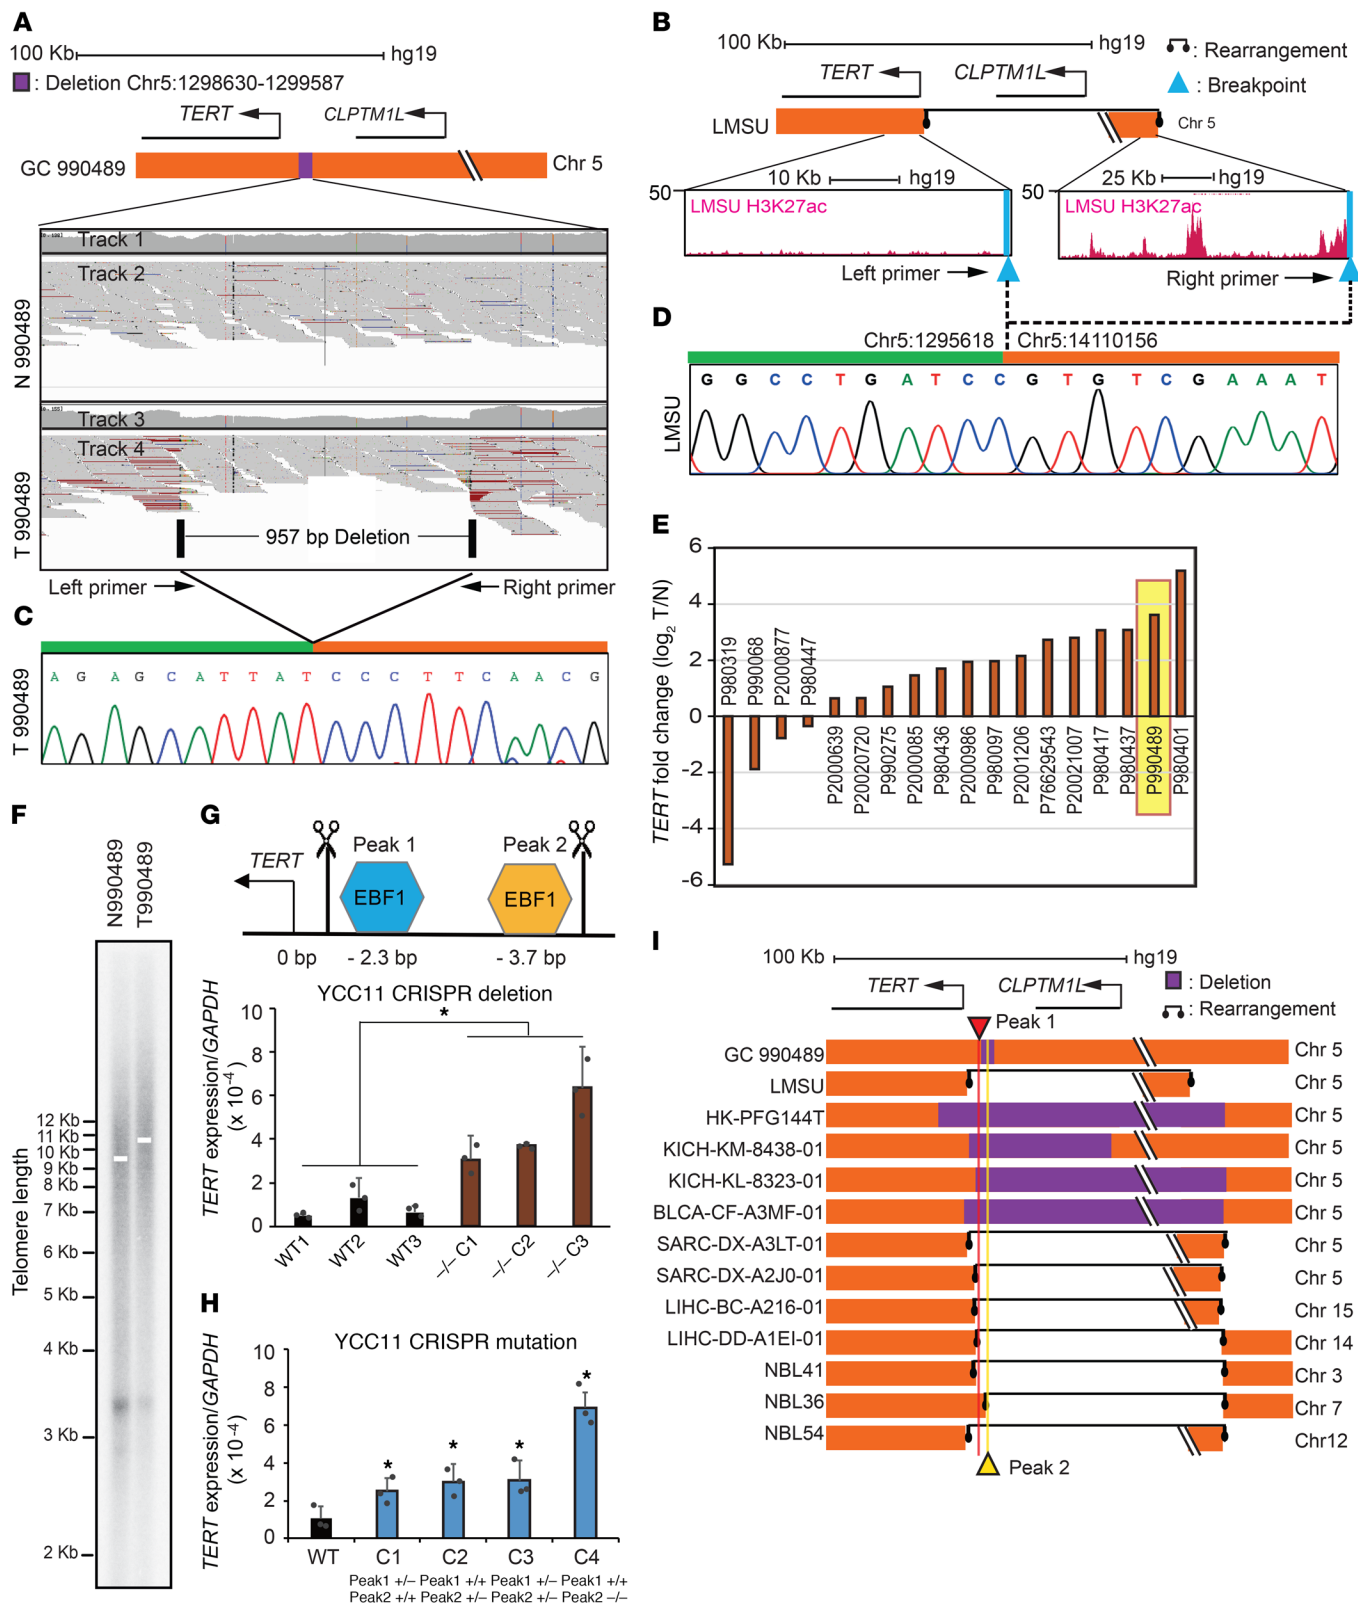 A
100 Kb
hg19
: Deletion Chr5:1298630-1299587
TERT
CLPTM1L
GC 990489
Chr 5
N 990489
Track 1
Track 2
T 990489
Track 3
Track 4
957 bp Deletion
Left primer
Right primer
B
100 Kb
hg19
: Rearrangement
: Breakpoint
TERT
CLPTM1L
LMSU
Chr 5
50
10 Kb
hg19
LMSU H3K27ac
50
25 Kb
hg19
LMSU H3K27ac
Left primer
Right primer
C
T 990489
A G A G C A T T A T C C C T T C A A C G
D
Chr5:1295618
Chr5:14110156
LMSU
G G C C T G A T C C G T G T C G A A A T
E
TERT fold change (log2 T/N)
6
4
2
0
-2
-4
-6
P980319
P990068
P2000877
P980447
P2000639
P20020720
P990275
P2000085
P980436
P2000986
P980097
P2001206
P76629543
P20021007
P980417
P980437
P990489
P980401
F
N990489
T990489
Telomere length
12 Kb
11 Kb
10 Kb
9 Kb
8 Kb
7 Kb
6 Kb
5 Kb
4 Kb
3 Kb
2 Kb
G
TERT
Peak 1
Peak 2
EBF1
EBF1
0 bp
- 2.3 bp
- 3.7 bp
YCC11 CRISPR deletion
TERT expression/GAPDH
(x 10-4)
10
8
6
4
2
0
*
WT1
WT2
WT3
–/– C1
–/– C2
–/– C3
H
YCC11 CRISPR mutation
TERT expression/GAPDH
(x 10-4)
10
8
6
4
2
0
* * * *
WT C1 C2 C3 C4
Peak1 +/– Peak1 +/+ Peak1 +/– Peak1 +/+
Peak2 +/+ Peak2 +/– Peak2 +/– Peak2 –/–
I
100 Kb
hg19
TERT
CLPTM1L
: Deletion
: Rearrangement
Peak 1
GC 990489 Chr 5
LMSU Chr 5
HK-PFG144T Chr 5
KICH-KM-8438-01 Chr 5
KICH-KL-8323-01 Chr 5
BLCA-CF-A3MF-01 Chr 5
SARC-DX-A3LT-01 Chr 5
SARC-DX-A2J0-01 Chr 5
LIHC-BC-A216-01 Chr 15
LIHC-DD-A1EI-01 Chr 14
NBL41 Chr 3
NBL36 Chr 7
NBL54 Chr12
Peak 2